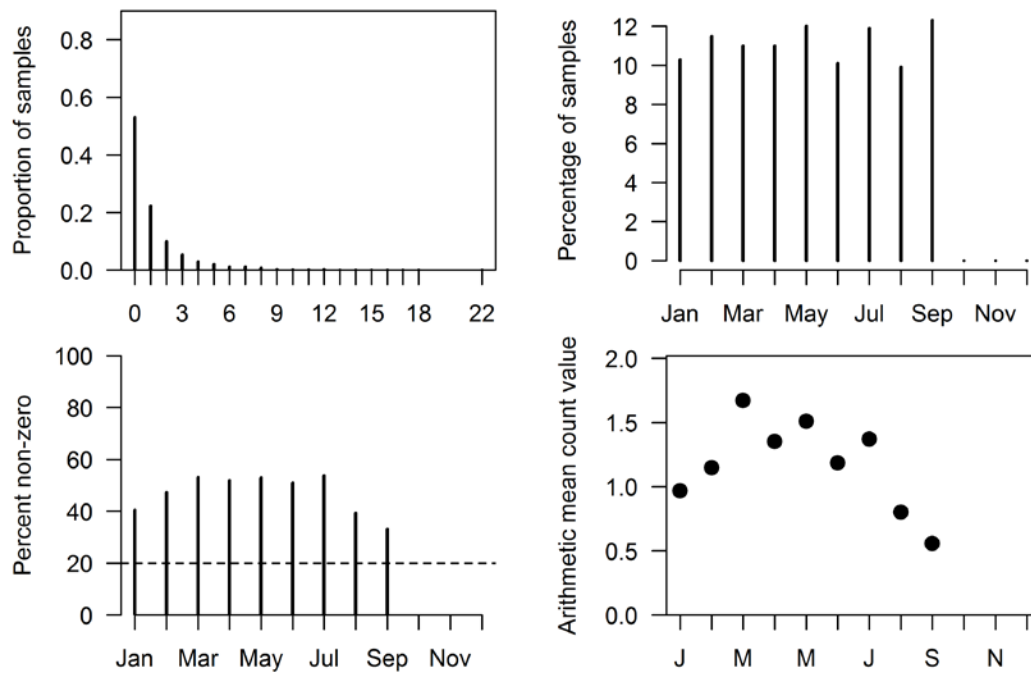 Proportion of samples
0.8
0.6
0.4
0.2
0.0
0 3 6 9 12 15 18 22
Percentage of samples
12
10
8
6
4
2
0
Jan Mar May Jul Sep Nov
Percent non-zero
100
80
60
40
20
0
Jan Mar May Jul Sep Nov
Arithmetic mean count value
2.0
1.5
1.0
0.5
0.0
J M M J S N